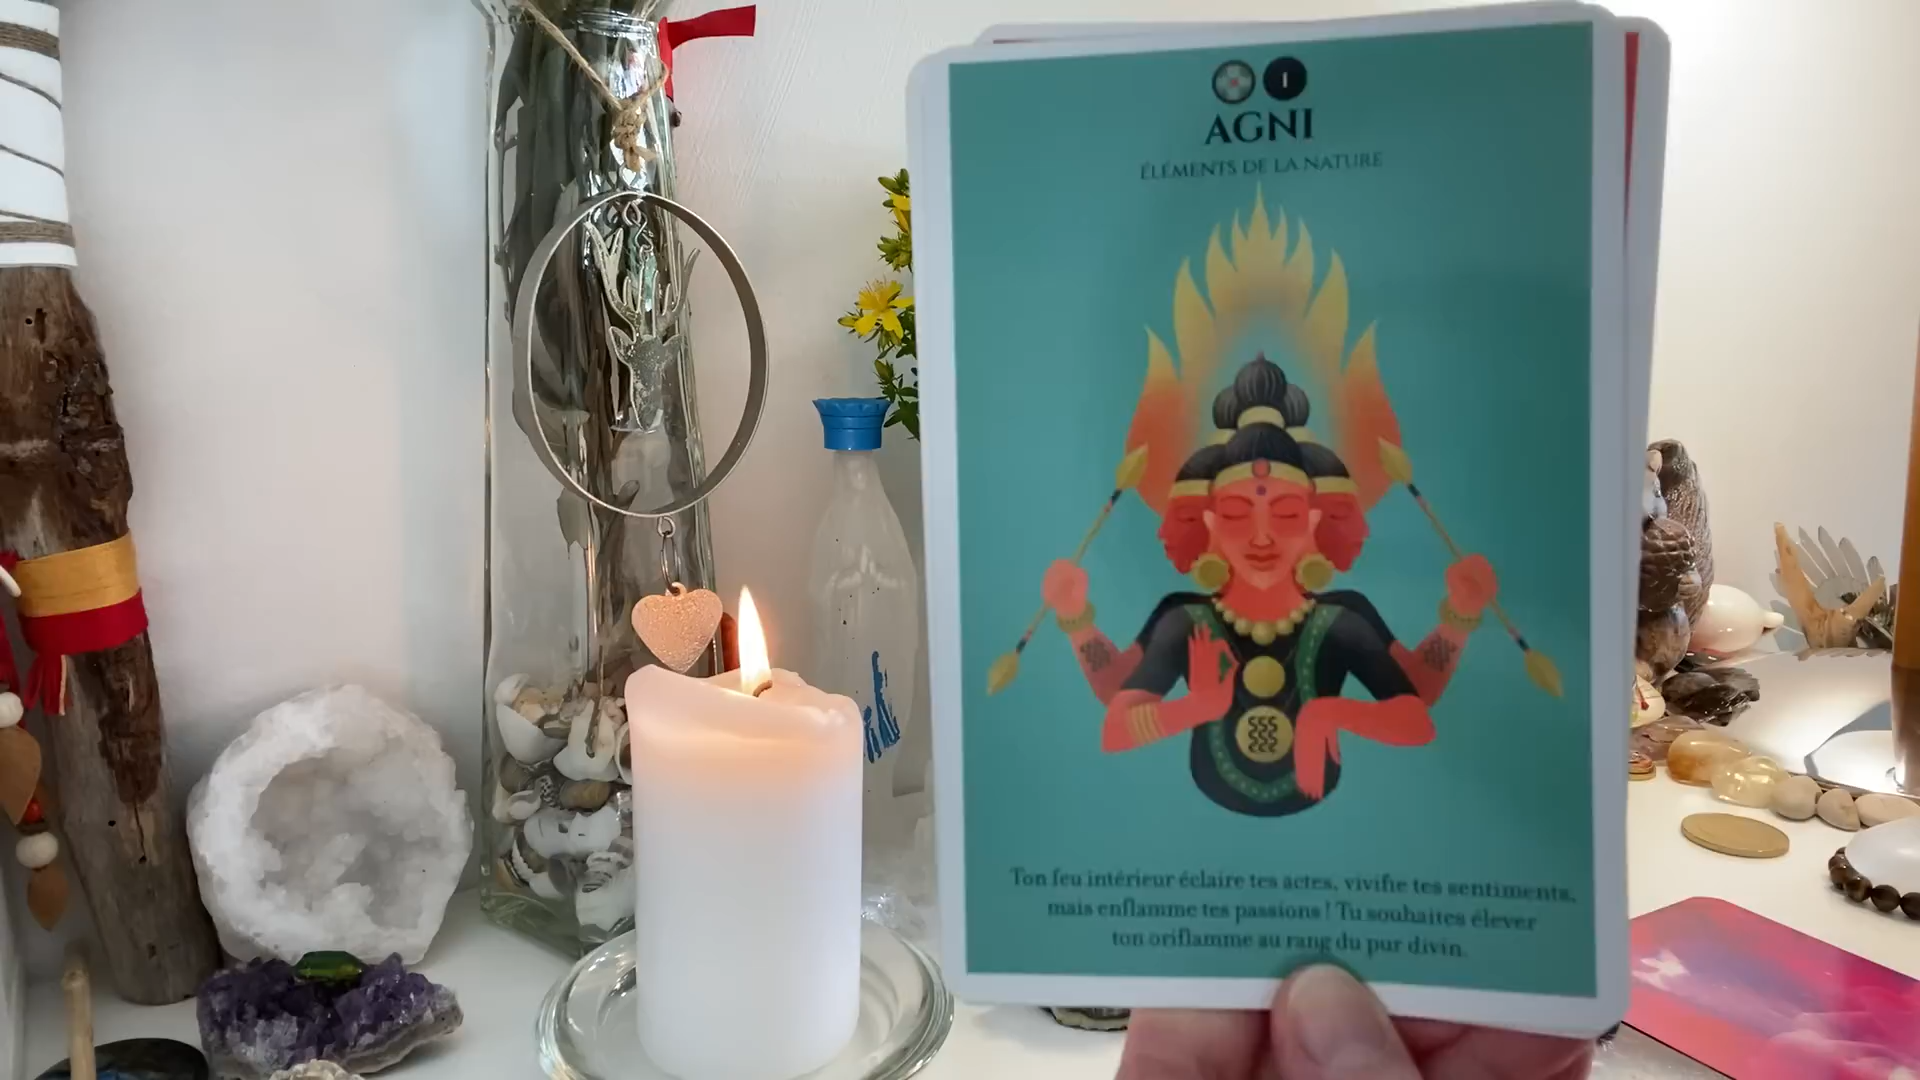 I
AGNI
ÉLÉMENTS DE LA NATURE
Ton feu intérieur éclaire tes actes, vivifie tes sentiments,
mais enflamme tes passions ! Tu souhaites élever
ton oriflamme au rang du pur divin.